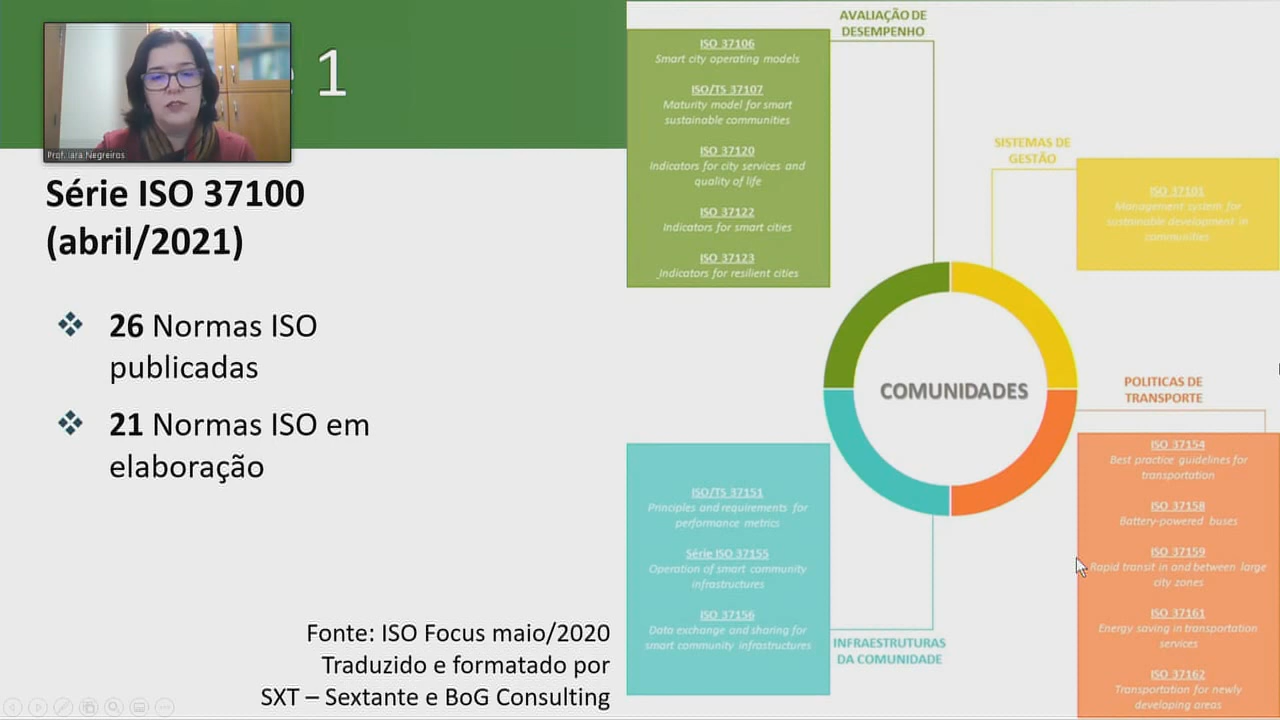 1
Prof. Iara Negreiros
Série ISO 37100
(abril/2021)
26 Normas ISO
publicadas
21 Normas ISO em
elaboração
Fonte: ISO Focus maio/2020
Traduzido e formatado por
SXT – Sextante e BoG Consulting
AVALIAÇÃO DE
DESEMPENHO
ISO 37106
Smart city operating models
ISO/TS 37107
Maturity model for smart
sustainable communities
ISO 37120
Indicators for city services and
quality of life
ISO 37122
Indicators for smart cities
ISO 37123
Indicators for resilient cities
SISTEMAS DE
GESTÃO
ISO 37101
Management system for
sustainable development in
communities
COMUNIDADES
POLITICAS DE
TRANSPORTE
ISO 37154
Best practice guidelines for
transportation
ISO 37158
Battery-powered buses
ISO 37159
Rapid transit in and between large
city zones
ISO 37161
Energy saving in transportation
services
ISO 37162
Transportation for newly
developing areas
ISO/TS 37151
Principles and requirements for
performance metrics
Série ISO 37155
Operation of smart community
infrastructures
ISO 37156
Data exchange and sharing for
smart community infrastructures
INFRAESTRUTURAS
DA COMUNIDADE